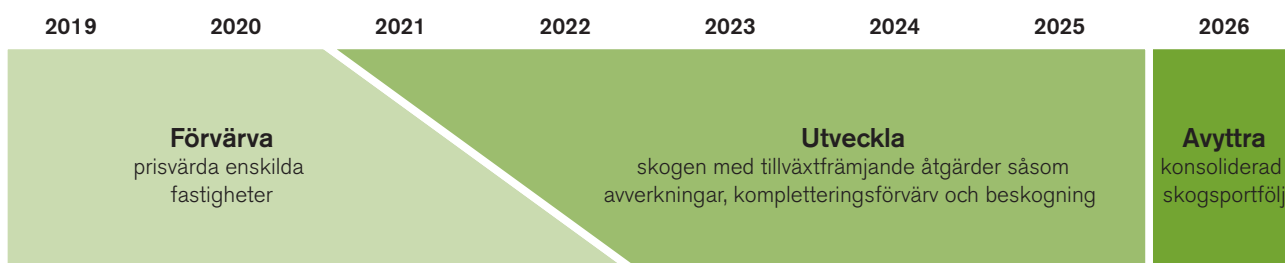 2019 2020 2021 2022 2023 2024 2025 2026
Förvärva
prisvärda enskilda
fastigheter
Utveckla
skogen med tillväxtfrämjande åtgärder såsom
avverkningar, kompletteringsförvärv och beskogning
Avyttra
konsoliderad
skogsportfölj